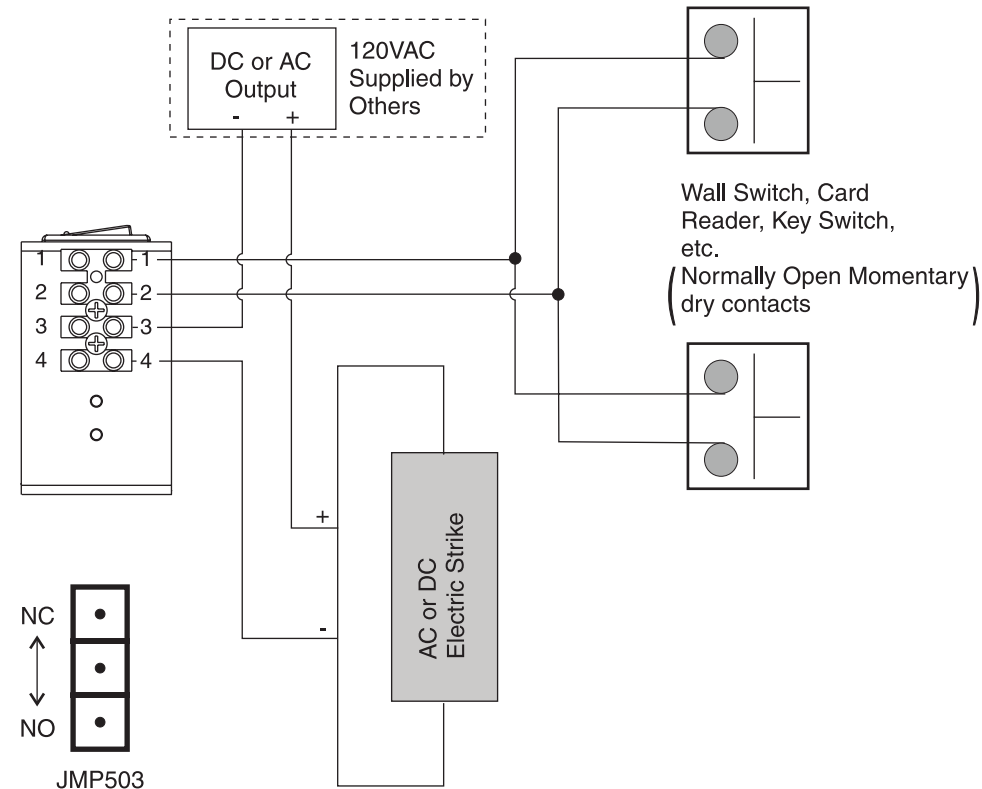 DC or AC
Output
- +
120VAC
Supplied by
Others
1 1
2 2
3 3
4 4
Wall Switch, Card
Reader, Key Switch,
etc.
(Normally Open Momentary
dry contacts)
+
-
AC or DC
Electric Strike
NC
NO
JMP503